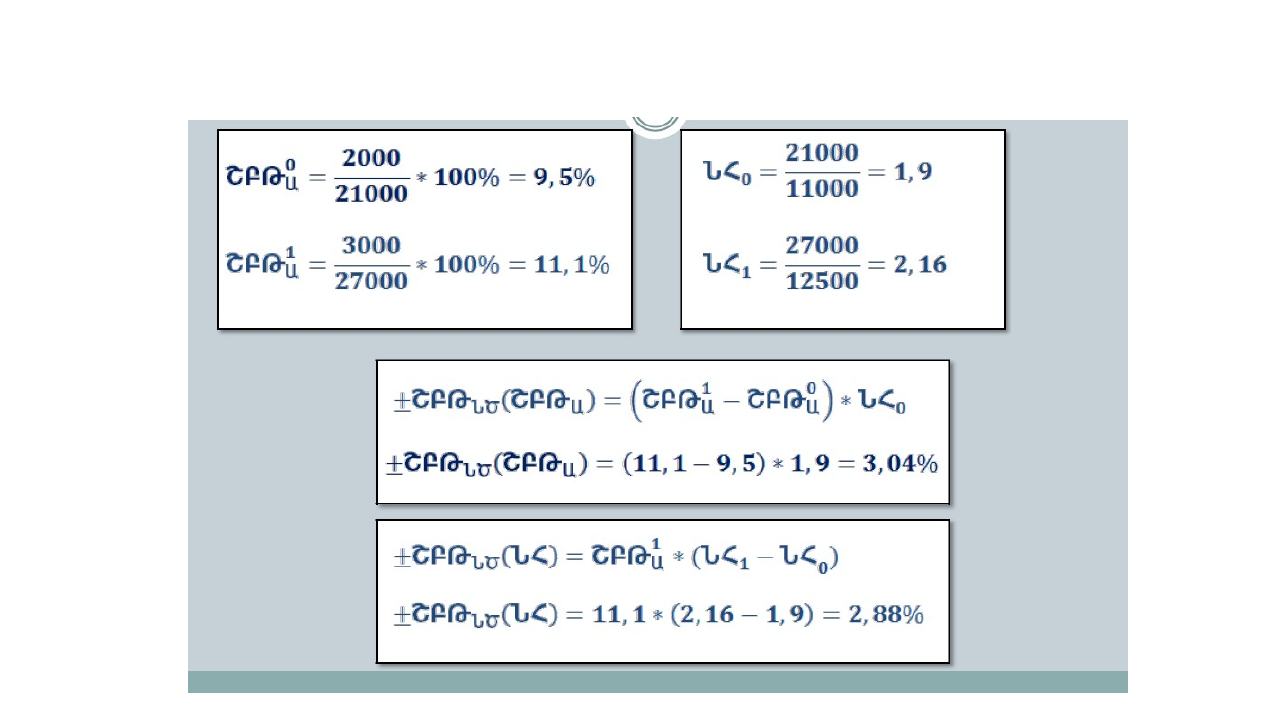 ՇԲԹ⁰ա = 2000/21000 * 100% = 9,5%
ՇԲԹ¹ա = 3000/27000 * 100% = 11,1%
ՆՀ₀ = 21000/11000 = 1,9
ՆՀ₁ = 27000/12500 = 2,16
±ՇԲԹՆԾ(ՇԲԹա) = (ՇԲԹ¹ա − ՇԲԹ⁰ա) * ՆՀ₀
±ՇԲԹՆԾ(ՇԲԹա) = (11,1 − 9,5) * 1,9 = 3,04%
±ՇԲԹՆԾ(ՆՀ) = ՇԲԹ¹ա * (ՆՀ₁ − ՆՀ₀)
±ՇԲԹՆԾ(ՆՀ) = 11,1 * (2,16 − 1,9) = 2,88%